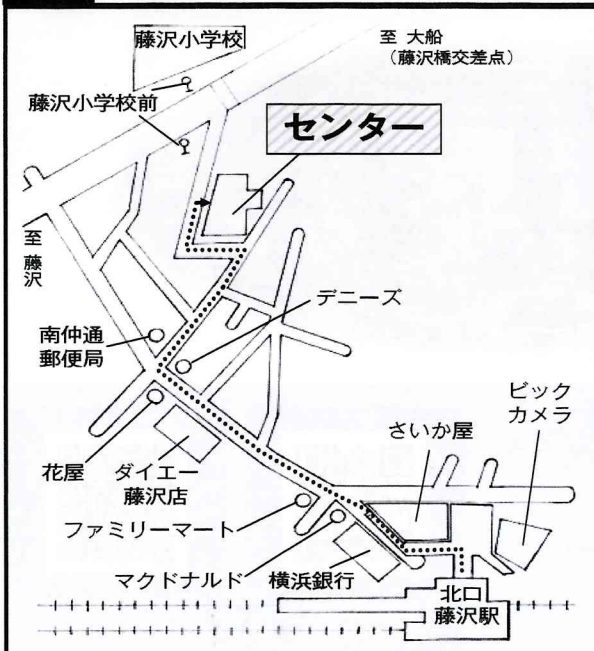 藤沢小学校
至 大船
（藤沢橋交差点）
藤沢小学校前
センター
至
藤
沢
デニーズ
南仲通
郵便局
ビック
カメラ
さいか屋
花屋
ダイエー
藤沢店
ファミリーマート
マクドナルド
横浜銀行
北口
藤沢駅